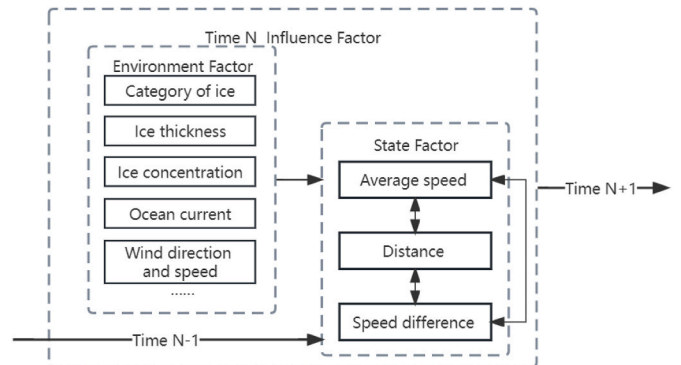 Time N Influence Factor
Environment Factor
Category of ice
Ice thickness
Ice concentration
Ocean current
Wind direction
and speed
......
State Factor
Average speed
Distance
Speed difference
Time N-1
Time N+1